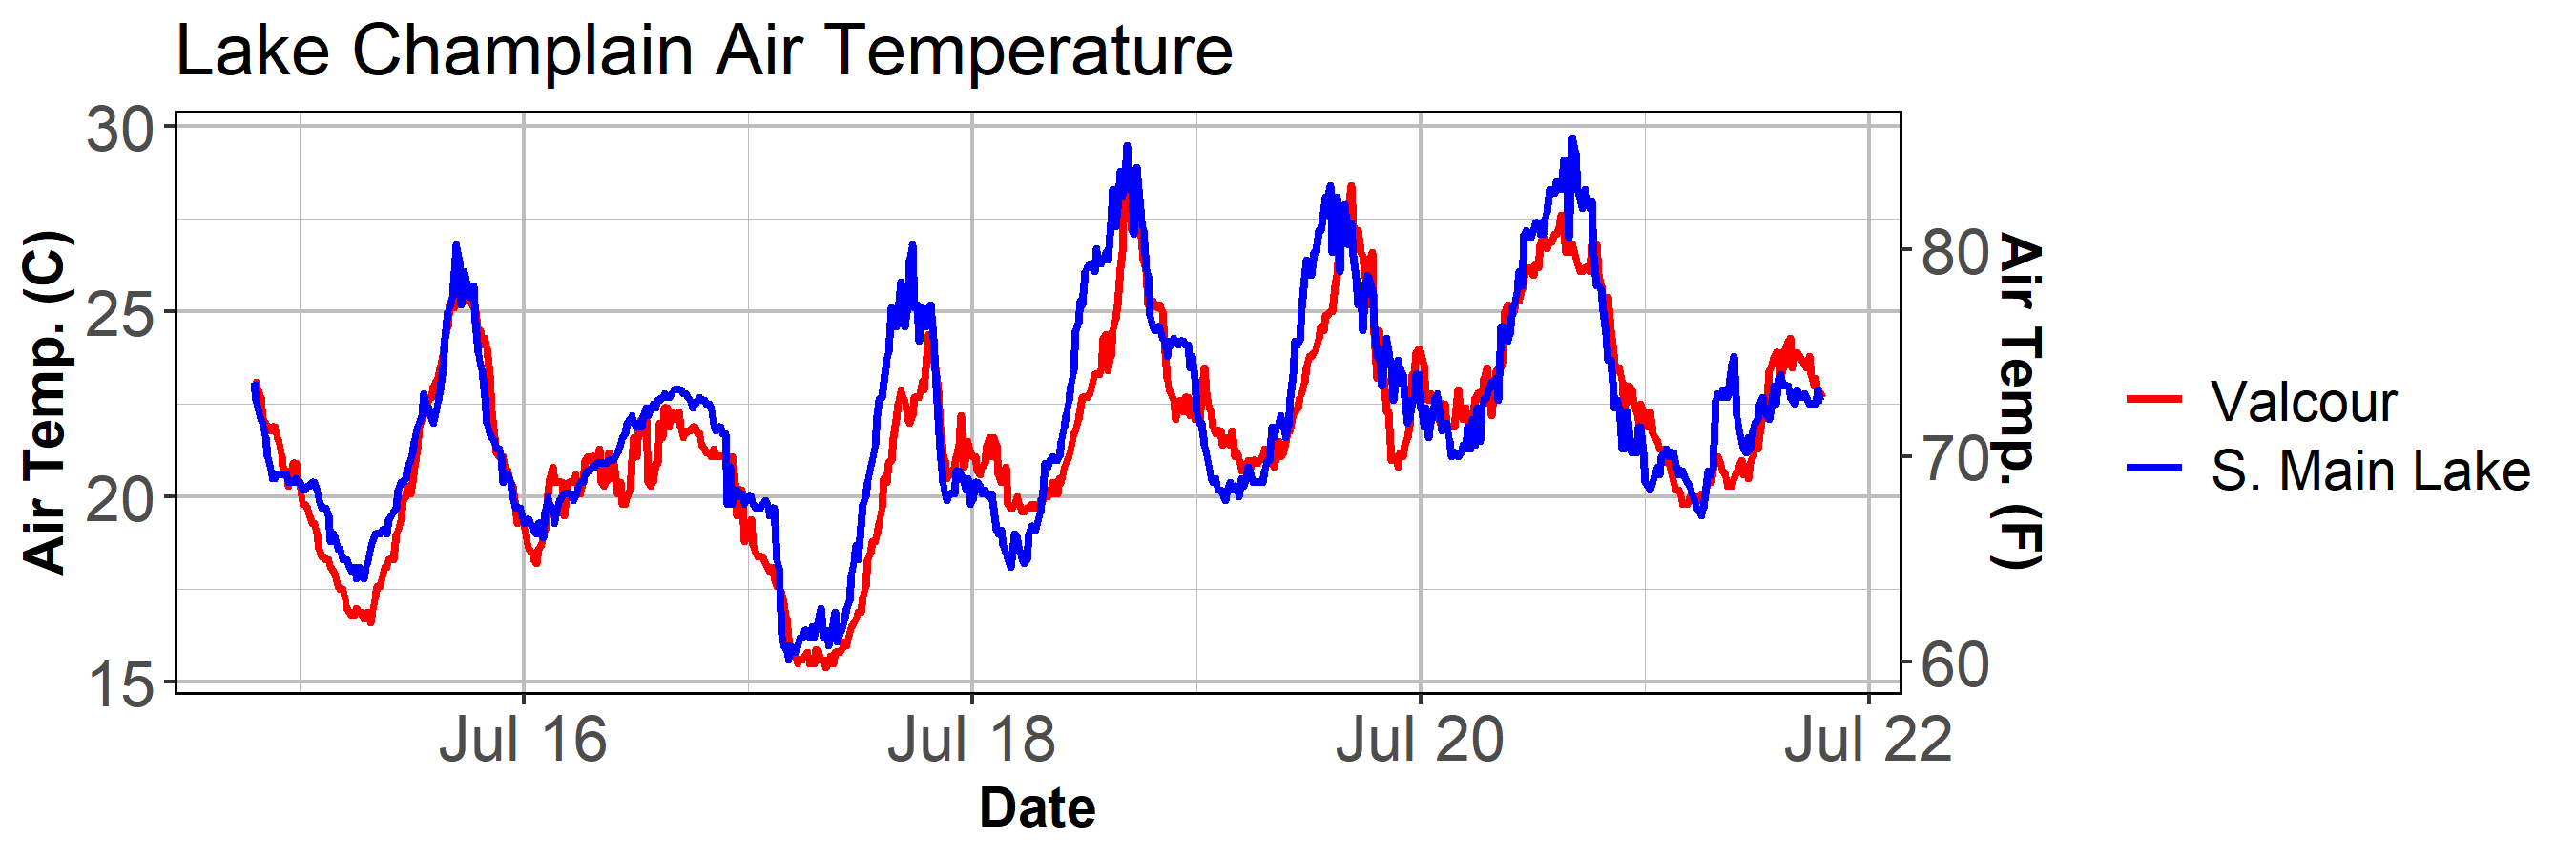 Lake Champlain Air Temperature
Air Temp. (C)
30
25
20
15
80
70
60
Air Temp. (F)
Jul 16
Jul 18
Jul 20
Jul 22
Date
Valcour
S. Main Lake